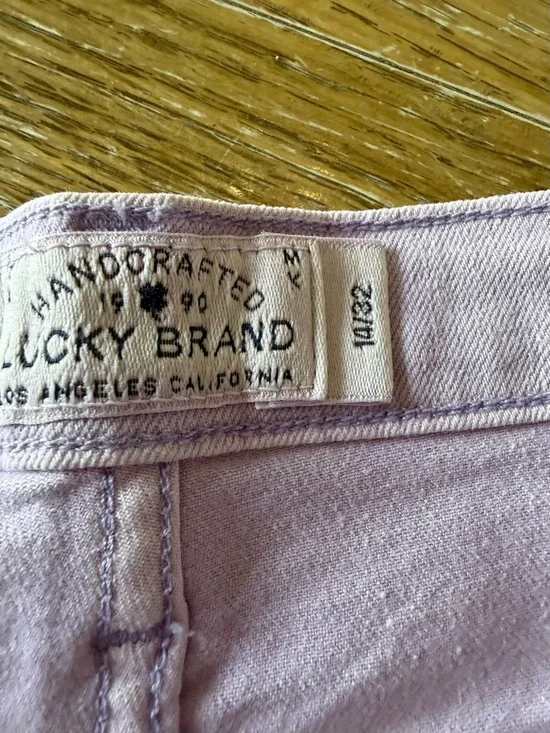 HANDCRAFTED
19 90
LUCKY BRAND
LOS ANGELES CALIFORNIA
10/32